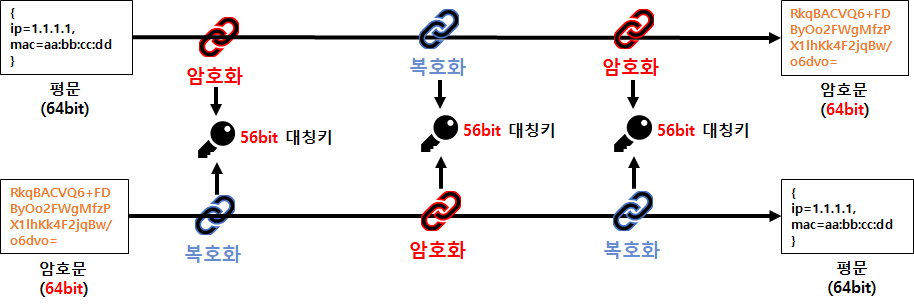 {
ip=1.1.1.1,
mac=aa:bb:cc:dd
}
평문
(64bit)
암호화
복호화
암호화
RkqBACVQ6+FD
ByOo2FWgMfzP
X1lhKk4F2jqBw/
o6dvo=
암호문
(64bit)
56bit 대칭키
56bit 대칭키
56bit 대칭키
RkqBACVQ6+FD
ByOo2FWgMfzP
X1lhKk4F2jqBw/
o6dvo=
암호문
(64bit)
복호화
암호화
복호화
{
ip=1.1.1.1,
mac=aa:bb:cc:dd
}
평문
(64bit)